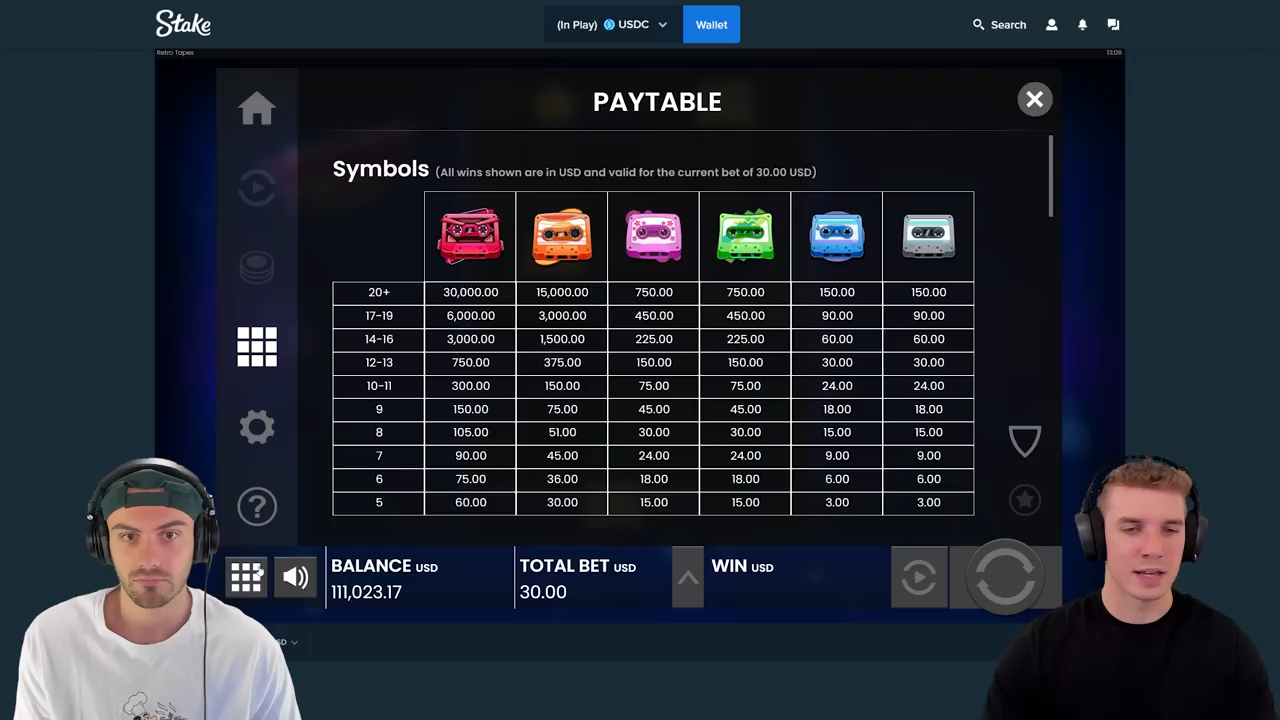 Stake
(In Play) USDC
Wallet
Search
Retro Tapes
13:09
PAYTABLE
Symbols (All wins shown are in USD and valid for the current bet of 30.00 USD)
20+ 30,000.00 15,000.00 750.00 750.00 150.00 150.00
17-19 6,000.00 3,000.00 450.00 450.00 90.00 90.00
14-16 3,000.00 1,500.00 225.00 225.00 60.00 60.00
12-13 750.00 375.00 150.00 150.00 30.00 30.00
10-11 300.00 150.00 75.00 75.00 24.00 24.00
9 150.00 75.00 45.00 45.00 18.00 18.00
8 105.00 51.00 30.00 30.00 15.00 15.00
7 90.00 45.00 24.00 24.00 9.00 9.00
6 75.00 36.00 18.00 18.00 6.00 6.00
5 60.00 30.00 15.00 15.00 3.00 3.00
BALANCE USD
111,023.17
TOTAL BET USD
30.00
WIN USD